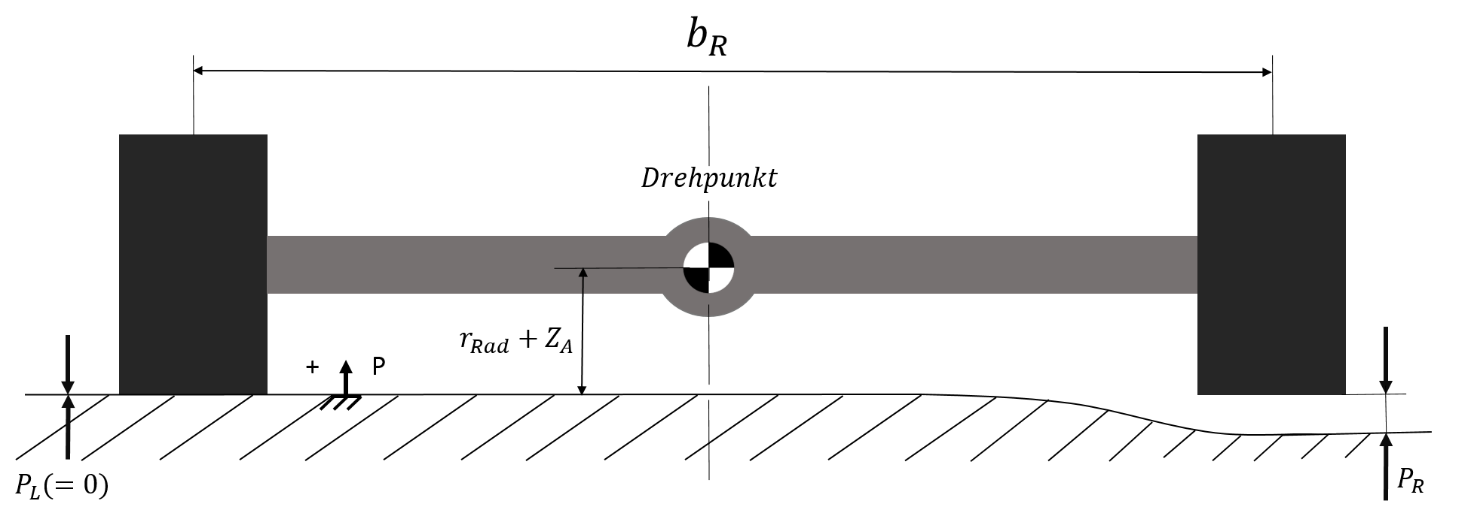 b_R
Drehpunkt
r_Rad + Z_A
+ P
P_L(= 0)
P_R